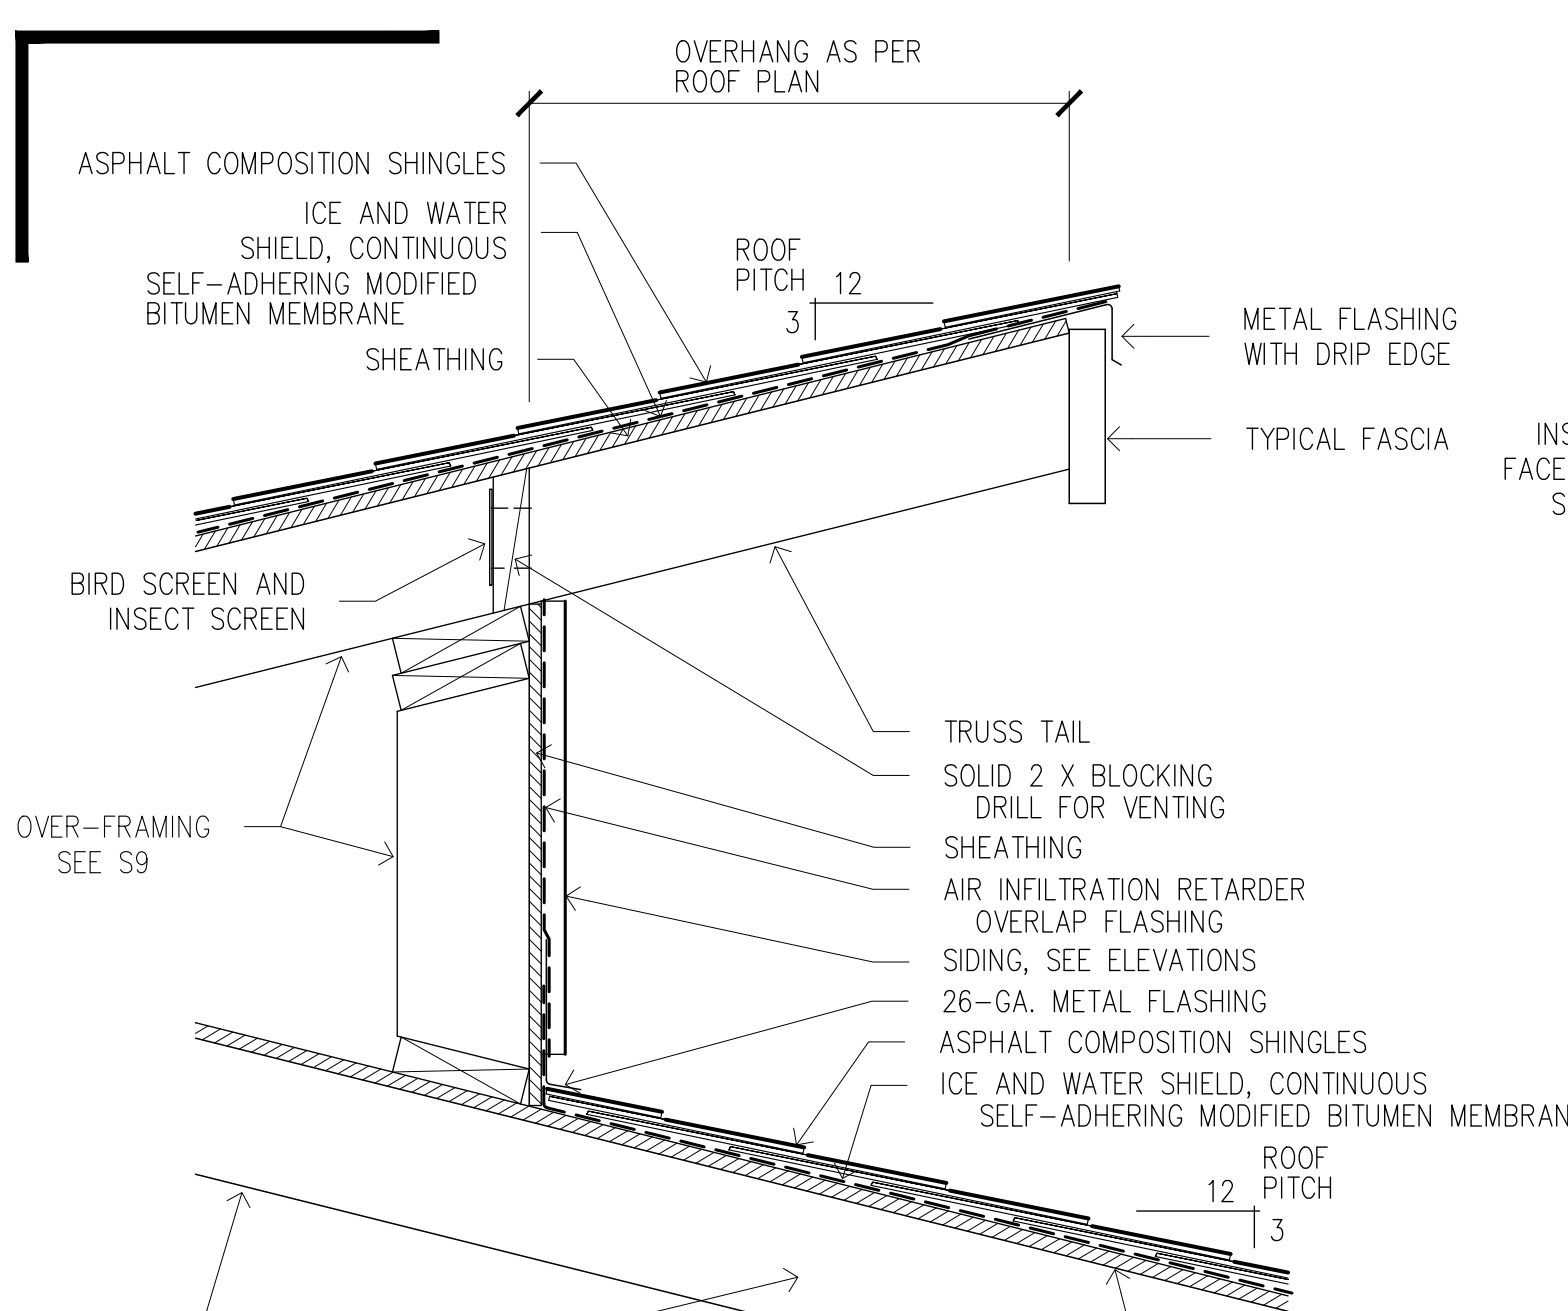 OVERHANG AS PER
ROOF PLAN
ASPHALT COMPOSITION SHINGLES
ICE AND WATER
SHIELD, CONTINUOUS
SELF-ADHERING MODIFIED
BITUMEN MEMBRANE
SHEATHING
ROOF
PITCH
12
3
METAL FLASHING
WITH DRIP EDGE
TYPICAL FASCIA
INS
FACE
S
BIRD SCREEN AND
INSECT SCREEN
OVER-FRAMING
SEE S9
TRUSS TAIL
SOLID 2 X BLOCKING
DRILL FOR VENTING
SHEATHING
AIR INFILTRATION RETARDER
OVERLAP FLASHING
SIDING, SEE ELEVATIONS
26-GA. METAL FLASHING
ASPHALT COMPOSITION SHINGLES
ICE AND WATER SHIELD, CONTINUOUS
SELF-ADHERING MODIFIED BITUMEN MEMBRAN
ROOF
PITCH
12
3